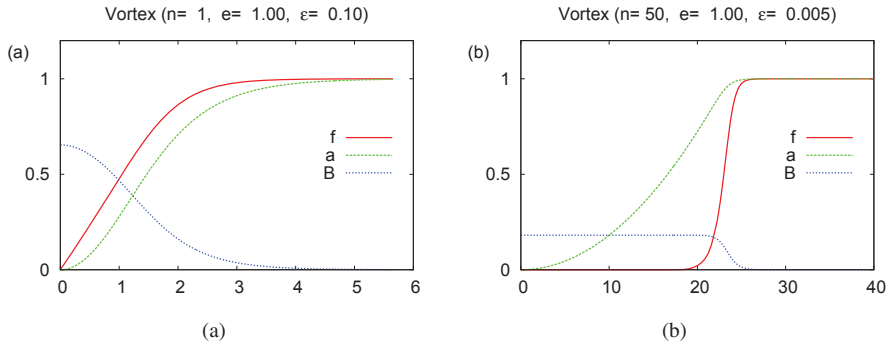 Vortex (n= 1, e= 1.00, ε= 0.10)
(a)
1
0.5
0
f
a
B
0 1 2 3 4 5 6
(a)
Vortex (n= 50, e= 1.00, ε= 0.005)
(b)
1
0.5
0
f
a
B
0 10 20 30 40
(b)